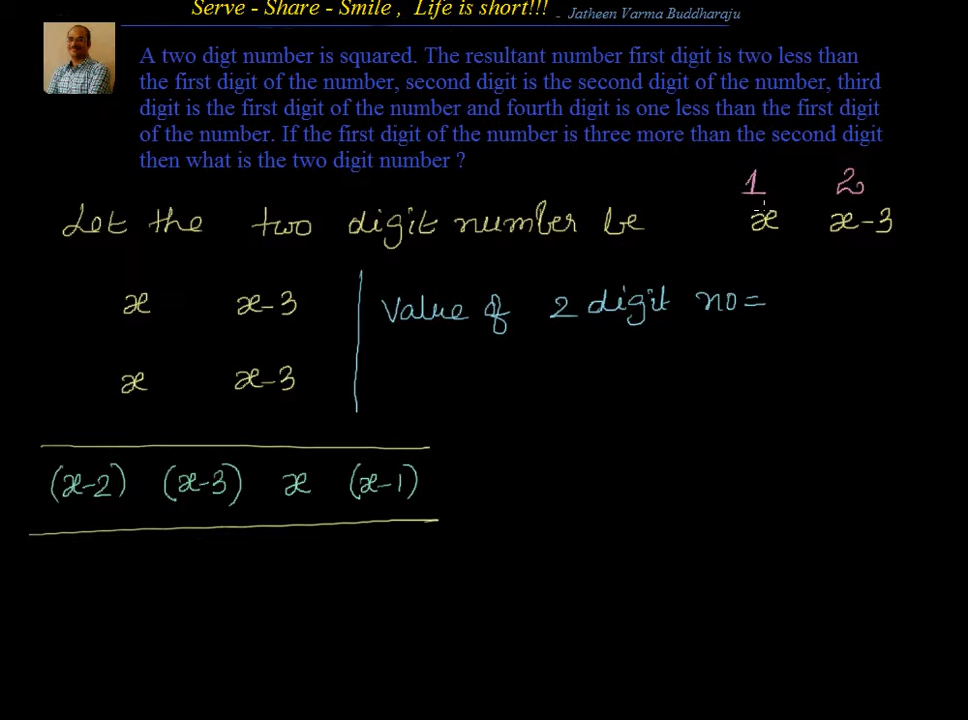 Serve - Share - Smile , Life is short!!! - Jatheen Varma Buddharaju
A two digt number is squared. The resultant number first digit is two less than
the first digit of the number, second digit is the second digit of the number, third
digit is the first digit of the number and fourth digit is one less than the first digit
of the number. If the first digit of the number is three more than the second digit
then what is the two digit number ?
1 2
Let the two digit number be x x-3
x x-3 Value of 2 digit no=
x x-3
(x-2) (x-3) x (x-1)